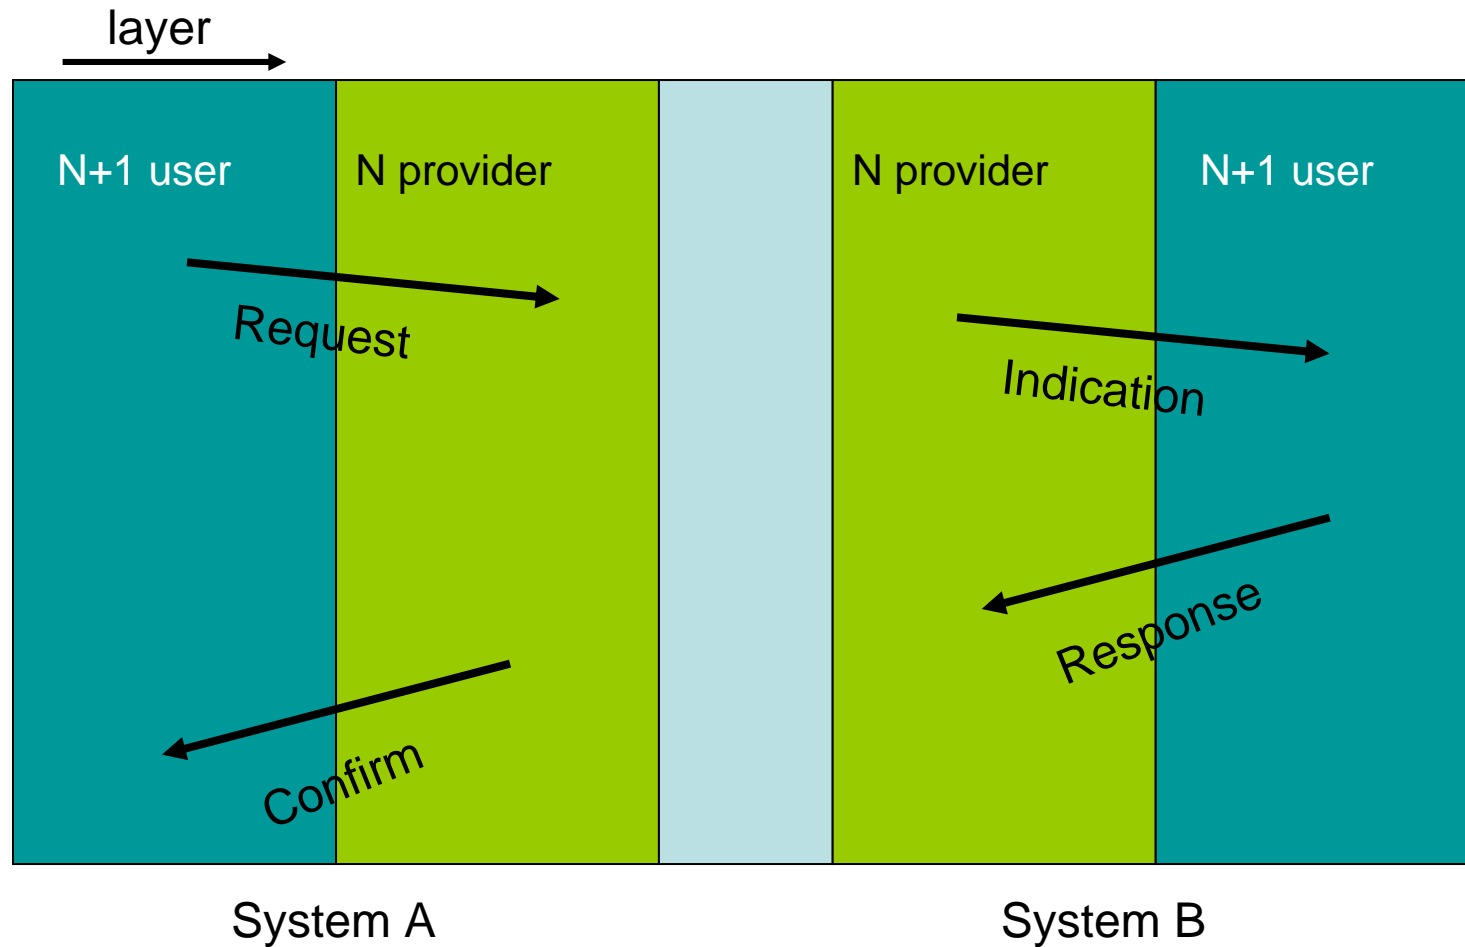 layer
N+1 user
N provider
N provider
N+1 user
Request
Indication
Response
Confirm
System A
System B